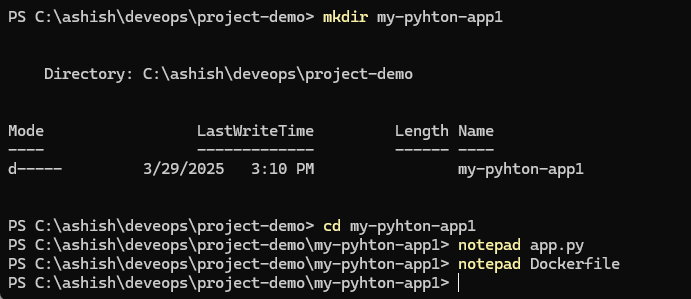 PS C:\ashish\deveops\project-demo> mkdir my-pyhton-app1
Directory: C:\ashish\deveops\project-demo
Mode LastWriteTime Length Name
---- ------------- ------ ----
d----- 3/29/2025 3:10 PM my-pyhton-app1
PS C:\ashish\deveops\project-demo> cd my-pyhton-app1
PS C:\ashish\deveops\project-demo\my-pyhton-app1> notepad app.py
PS C:\ashish\deveops\project-demo\my-pyhton-app1> notepad Dockerfile
PS C:\ashish\deveops\project-demo\my-pyhton-app1>